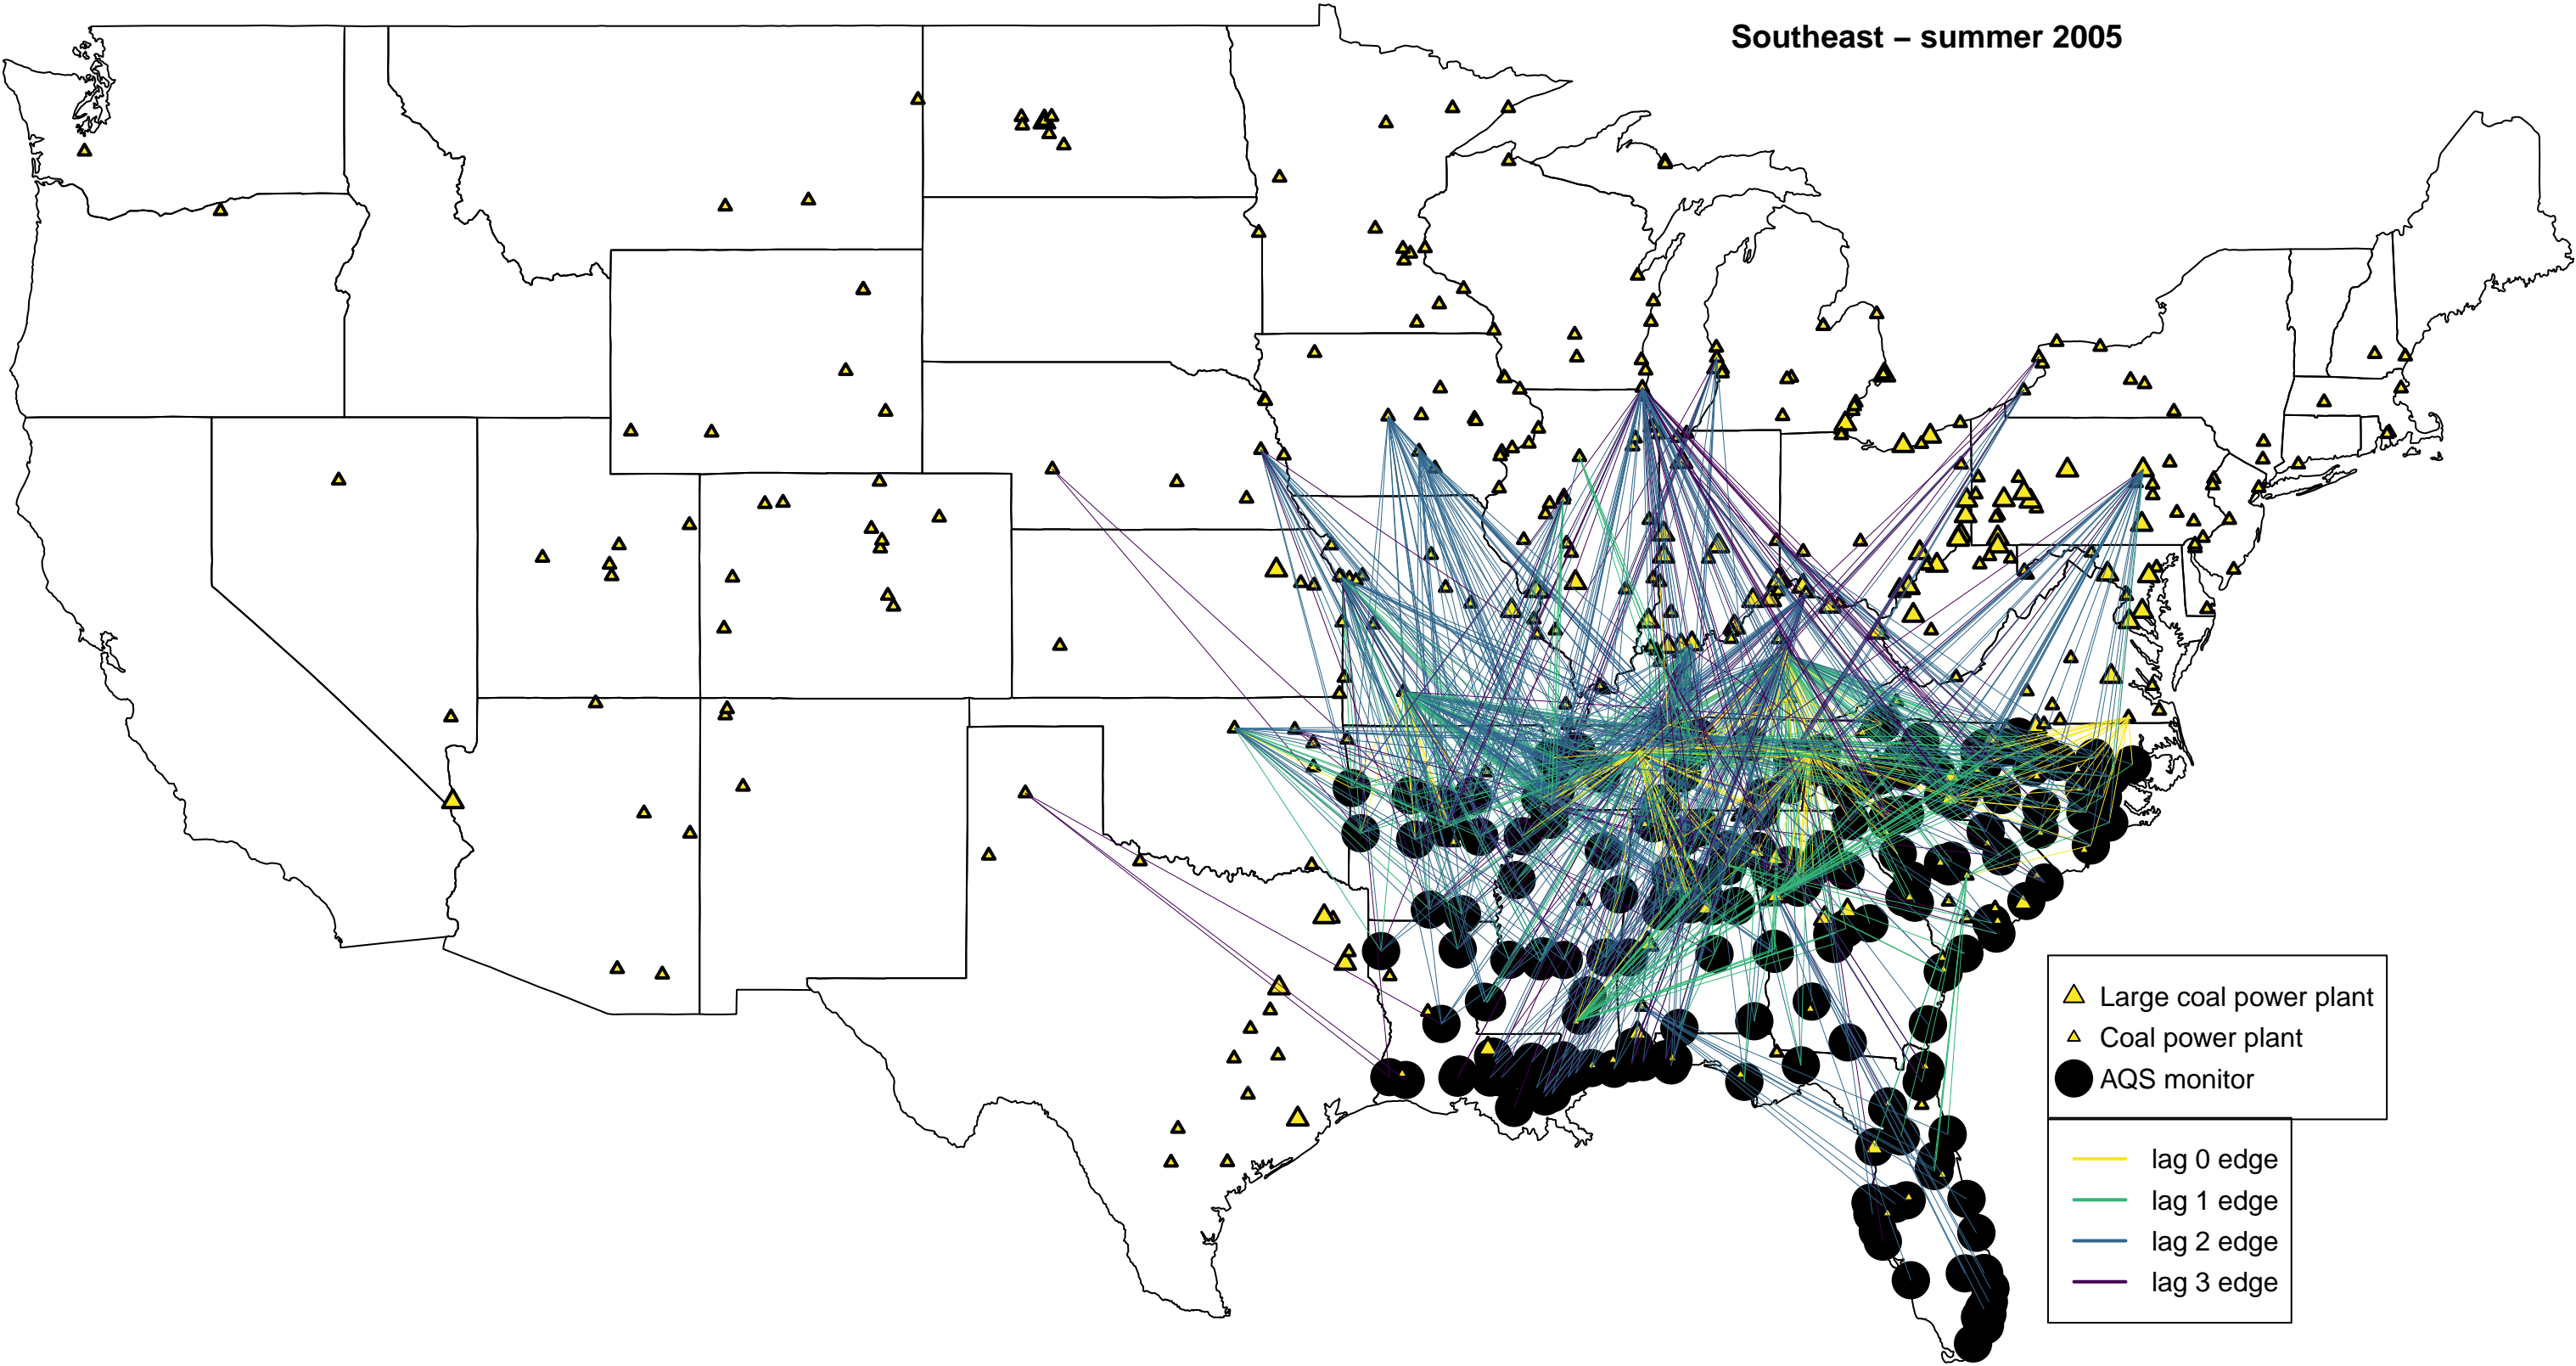 Southeast – summer 2005
Large coal power plant
Coal power plant
AQS monitor
lag 0 edge
lag 1 edge
lag 2 edge
lag 3 edge